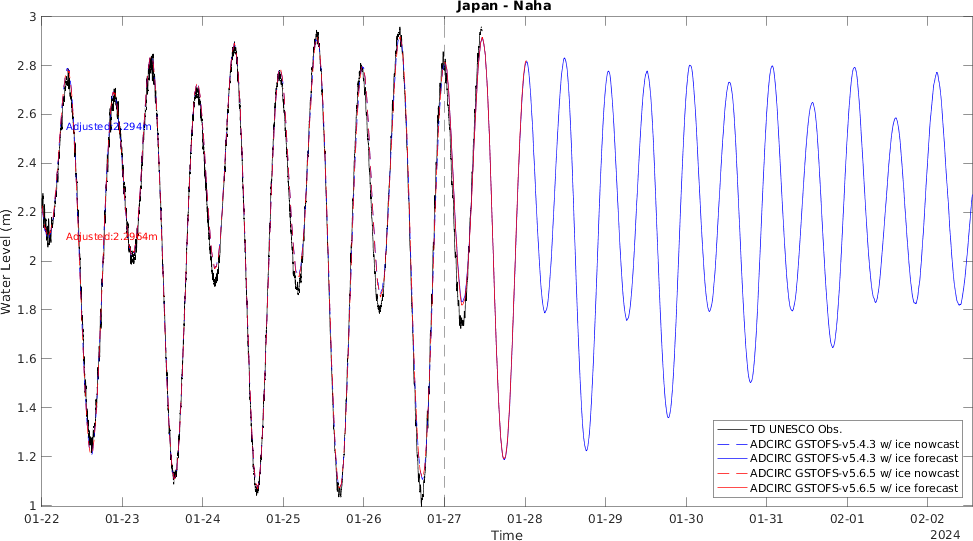 Japan - Naha
3
2.8
2.6
2.4
2.2
2
1.8
1.6
1.4
1.2
1
Water Level (m)
Adjusted:2.294m
Adjusted:2.2964m
TD UNESCO Obs.
ADCIRC GSTOFS-v5.4.3 w/ ice nowcast
ADCIRC GSTOFS-v5.4.3 w/ ice forecast
ADCIRC GSTOFS-v5.6.5 w/ ice nowcast
ADCIRC GSTOFS-v5.6.5 w/ ice forecast
01-22 01-23 01-24 01-25 01-26 01-27 01-28 01-29 01-30 01-31 02-01 02-02
Time
2024